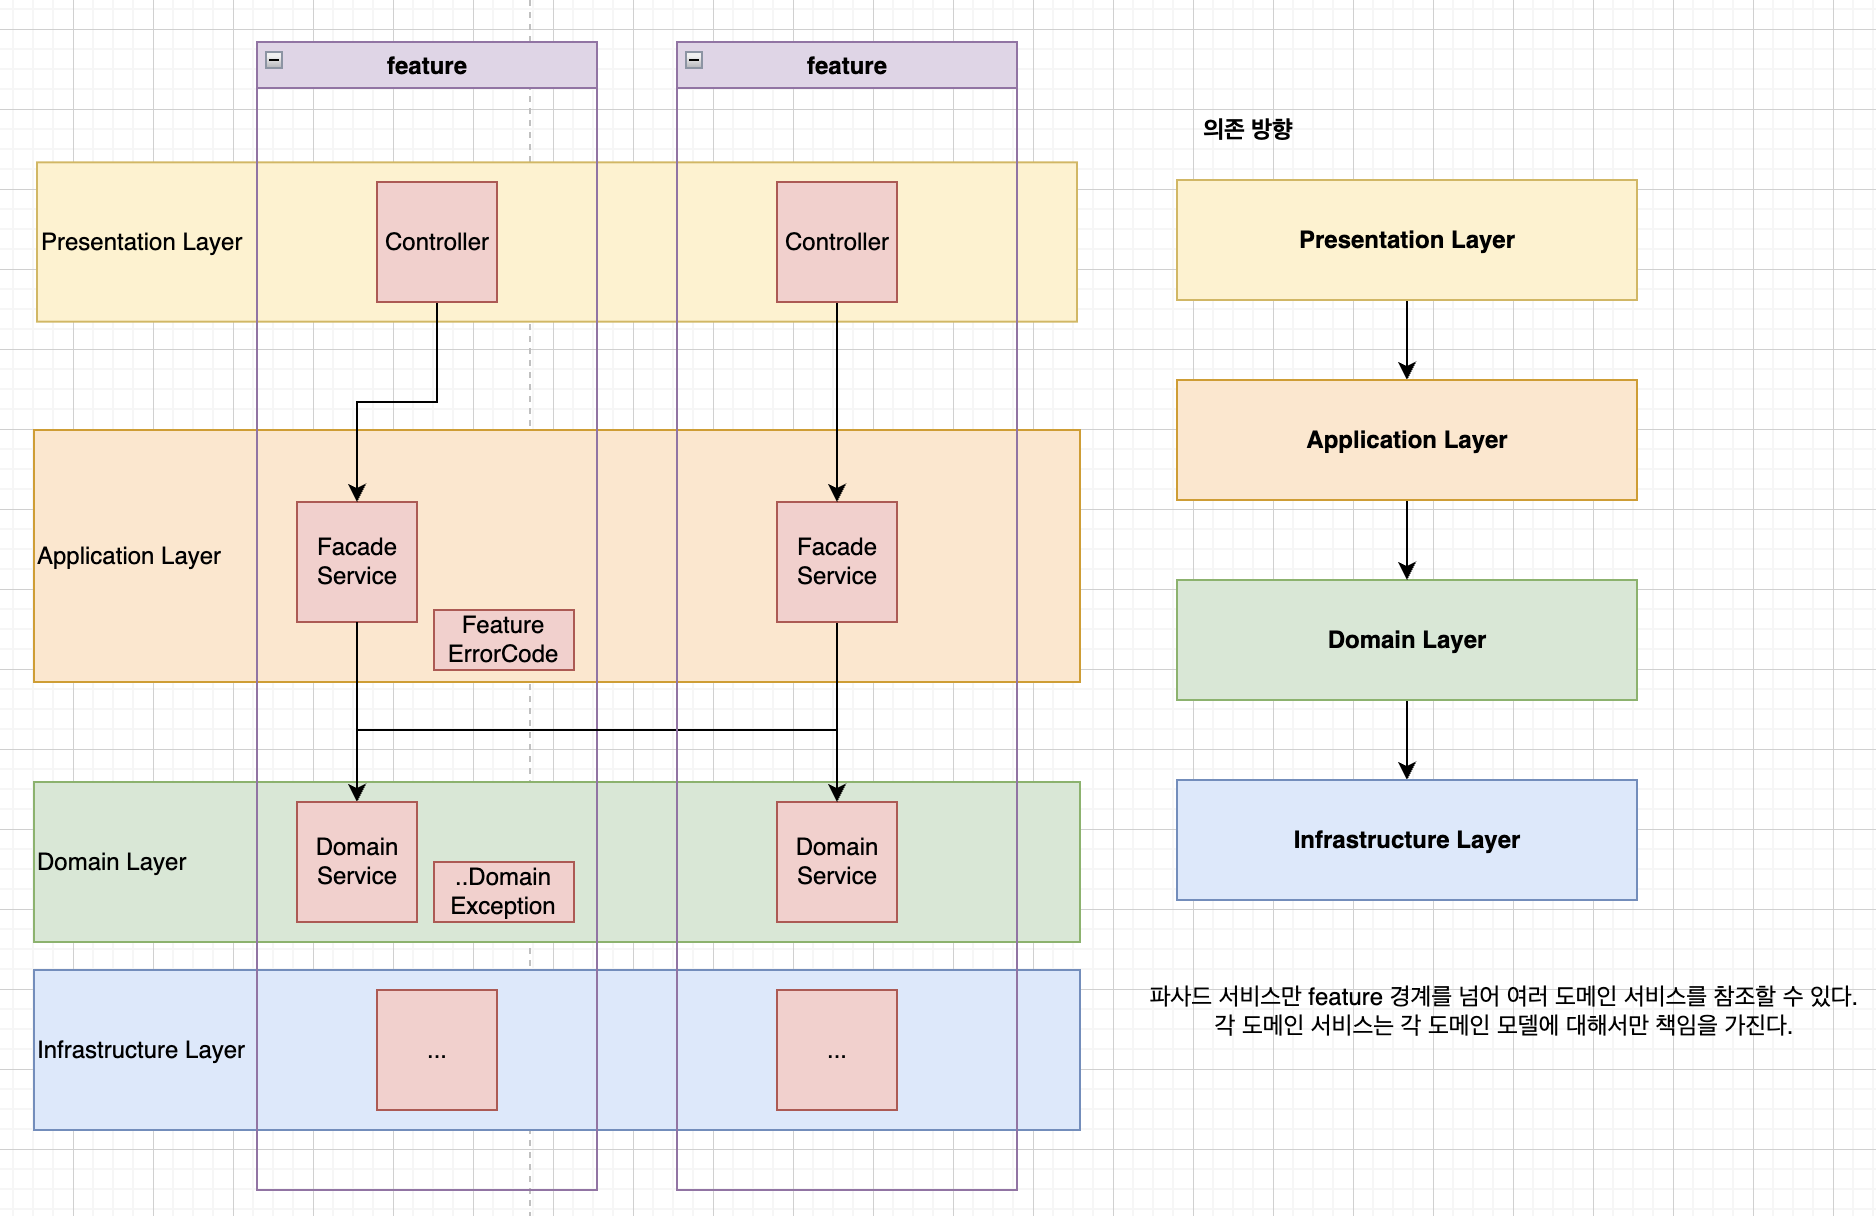 feature
feature
의존 방향
Presentation Layer
Controller
Controller
Presentation Layer
Application Layer
Application Layer
Facade
Service
Facade
Service
Feature
ErrorCode
Domain Layer
Domain Layer
Domain
Service
..Domain
Exception
Domain
Service
Infrastructure Layer
Infrastructure Layer
...
...
파사드 서비스만 feature 경계를 넘어 여러 도메인 서비스를 참조할 수 있다.
각 도메인 서비스는 각 도메인 모델에 대해서만 책임을 가진다.